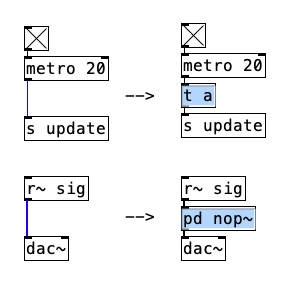 metro 20
s update
-->
metro 20
t a
s update
r~ sig
dac~
-->
r~ sig
pd nop~
dac~